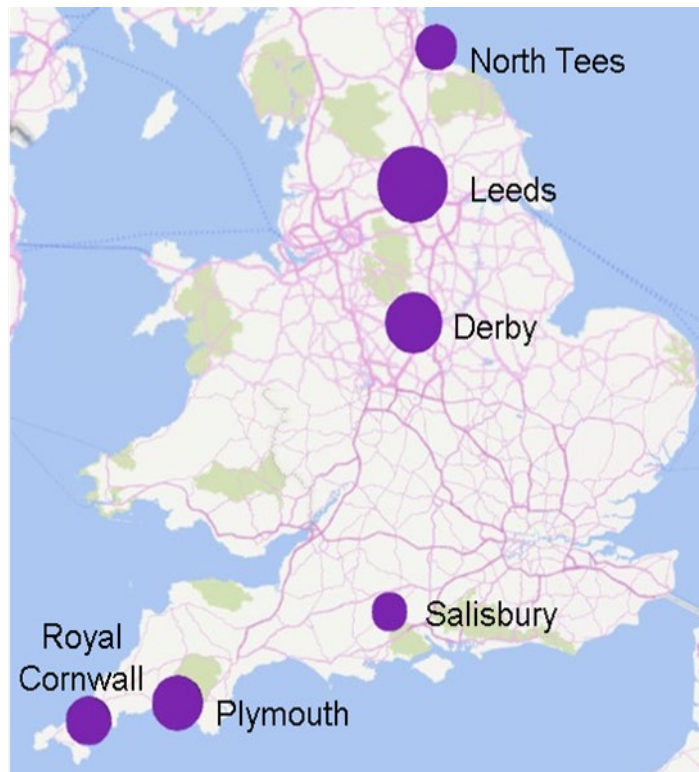 North Tees
Leeds
Derby
Salisbury
Royal
Cornwall
Plymouth